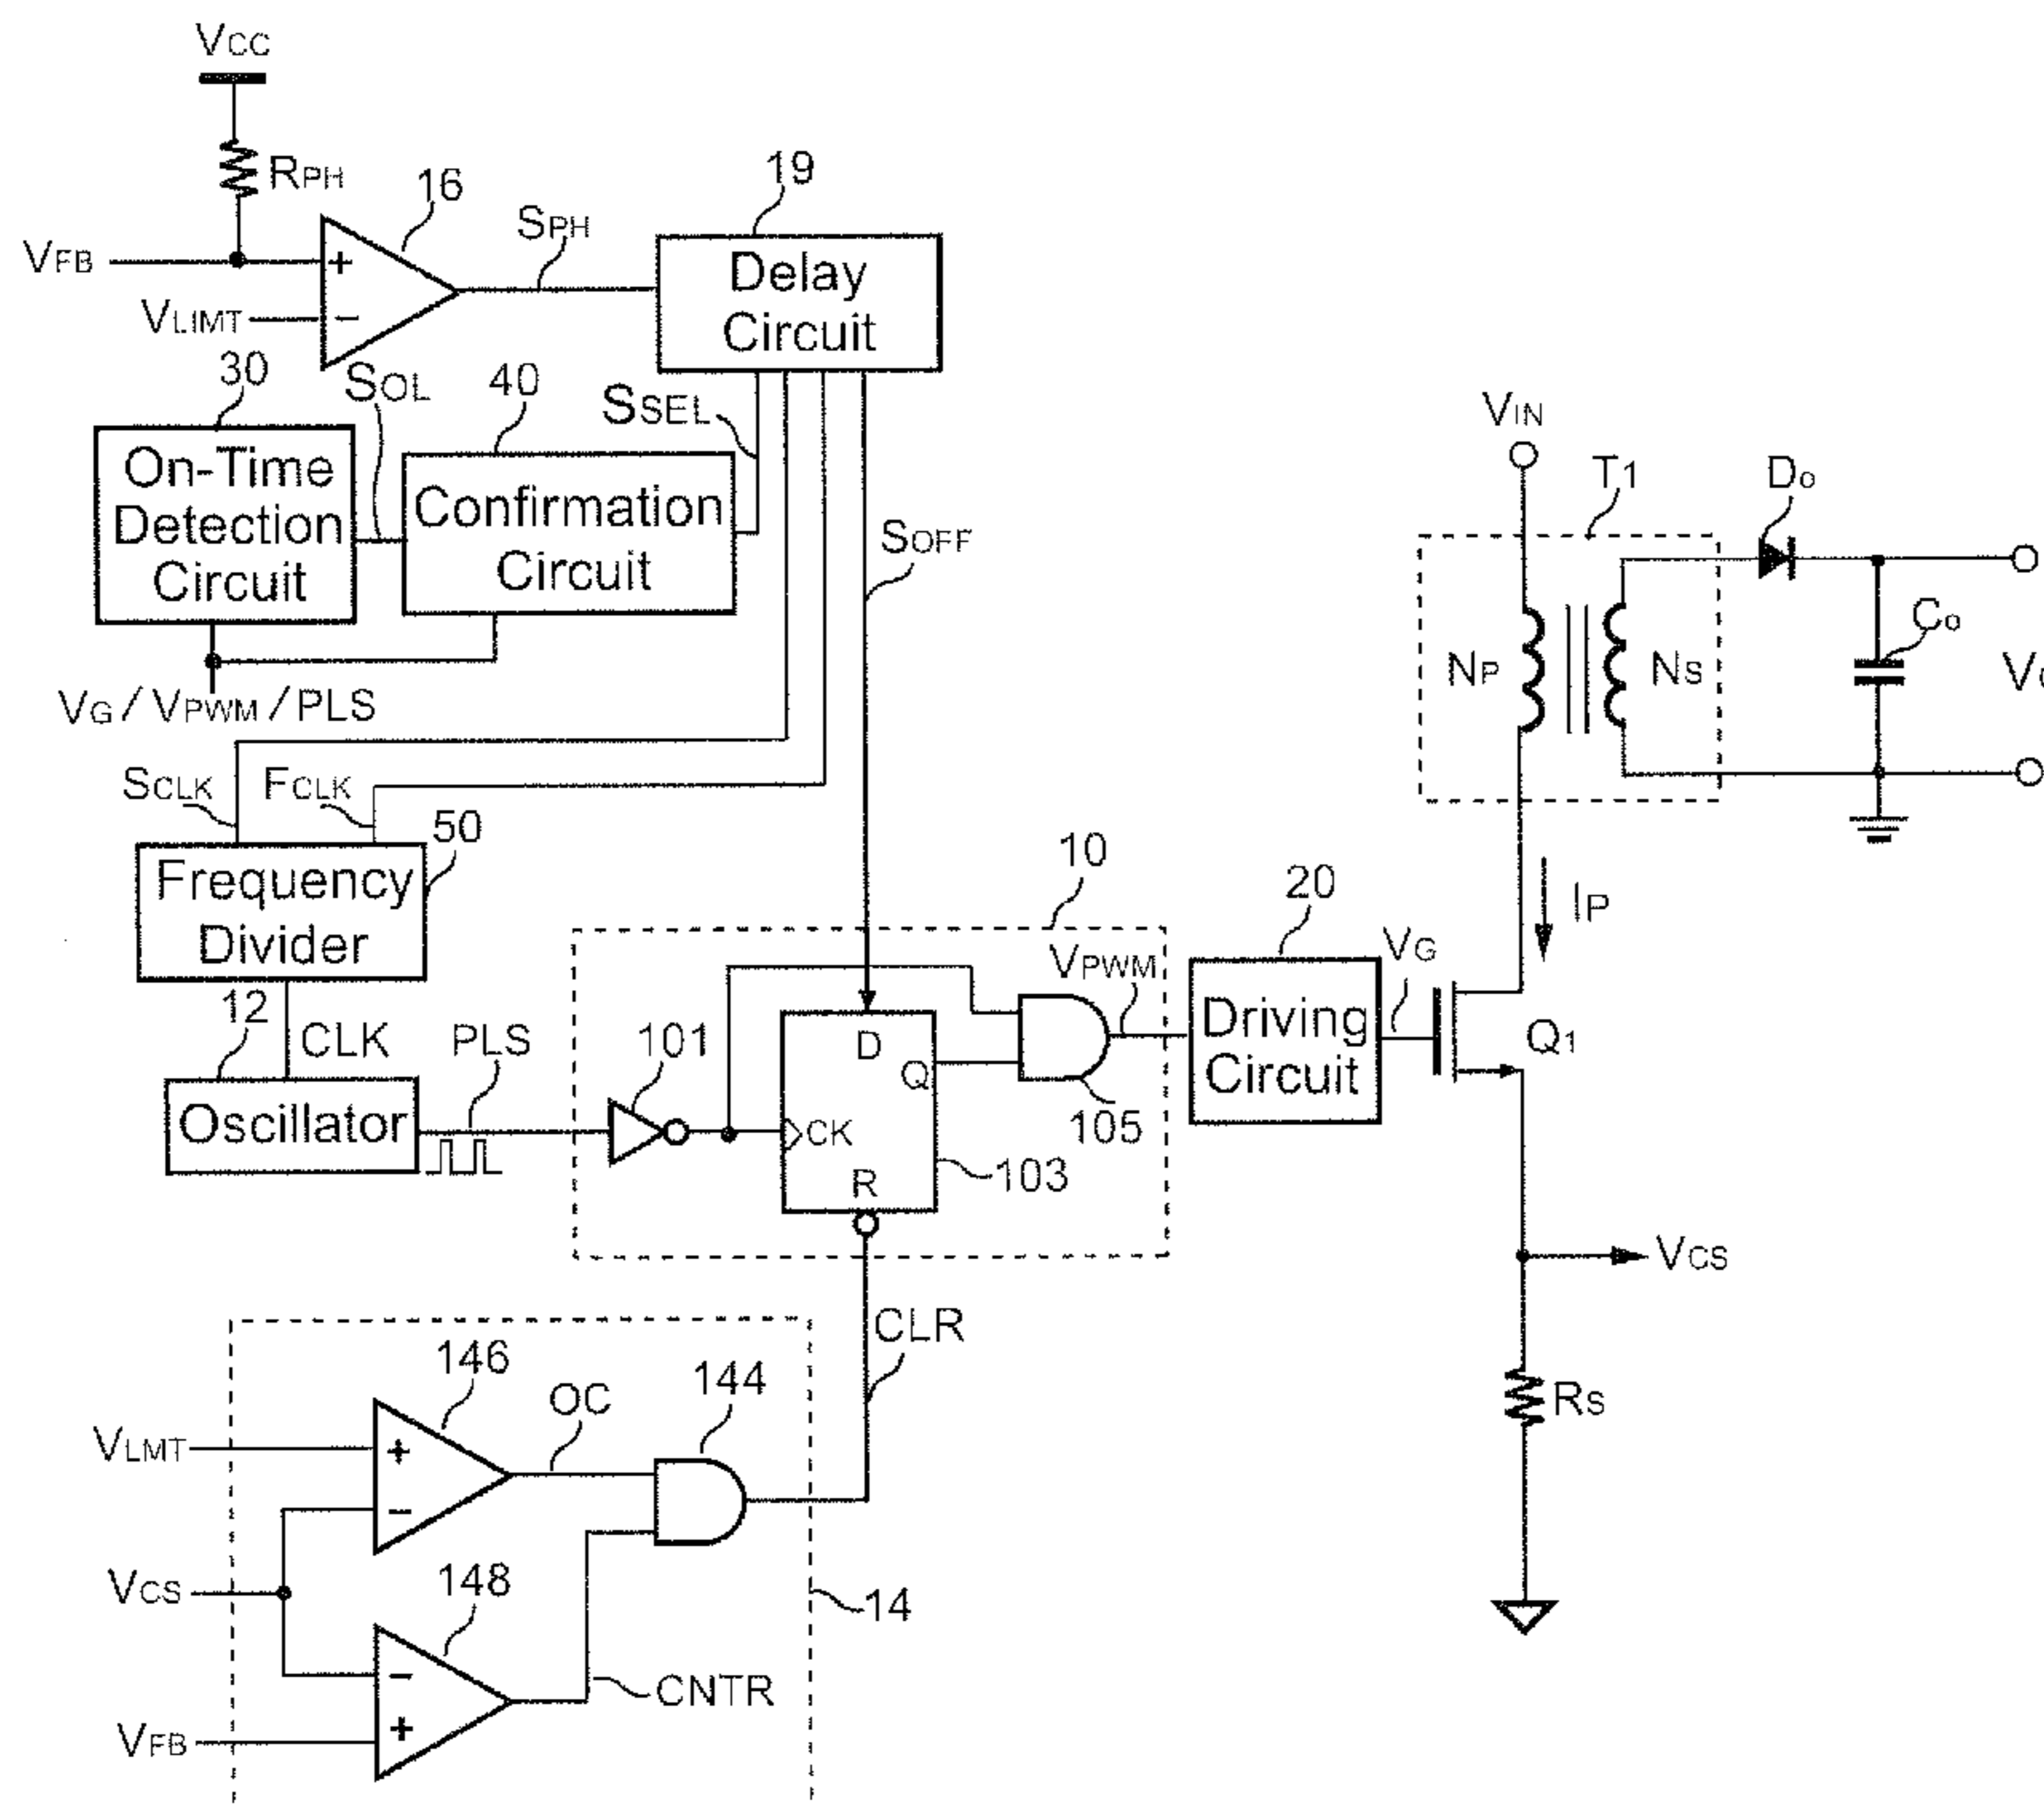 VCC
RPH
16
19
SPH
VFB
+
VLIMT
−
Delay
Circuit
30
SOL
40
SSEL
On-Time
Detection
Circuit
Confirmation
Circuit
SOFF
VG / VPWM / PLS
VIN
T1
Do
Co
NP
NS
SCLK
FCLK
50
Frequency
Divider
10
20
IP
VPWM
VG
12
CLK
PLS
101
D
Q
CK
R
105
103
Driving
Circuit
Q1
Oscillator
VCS
CLR
146
OC
144
RS
VLMT
+
−
VCS
148
14
−
CNTR
VFB
+